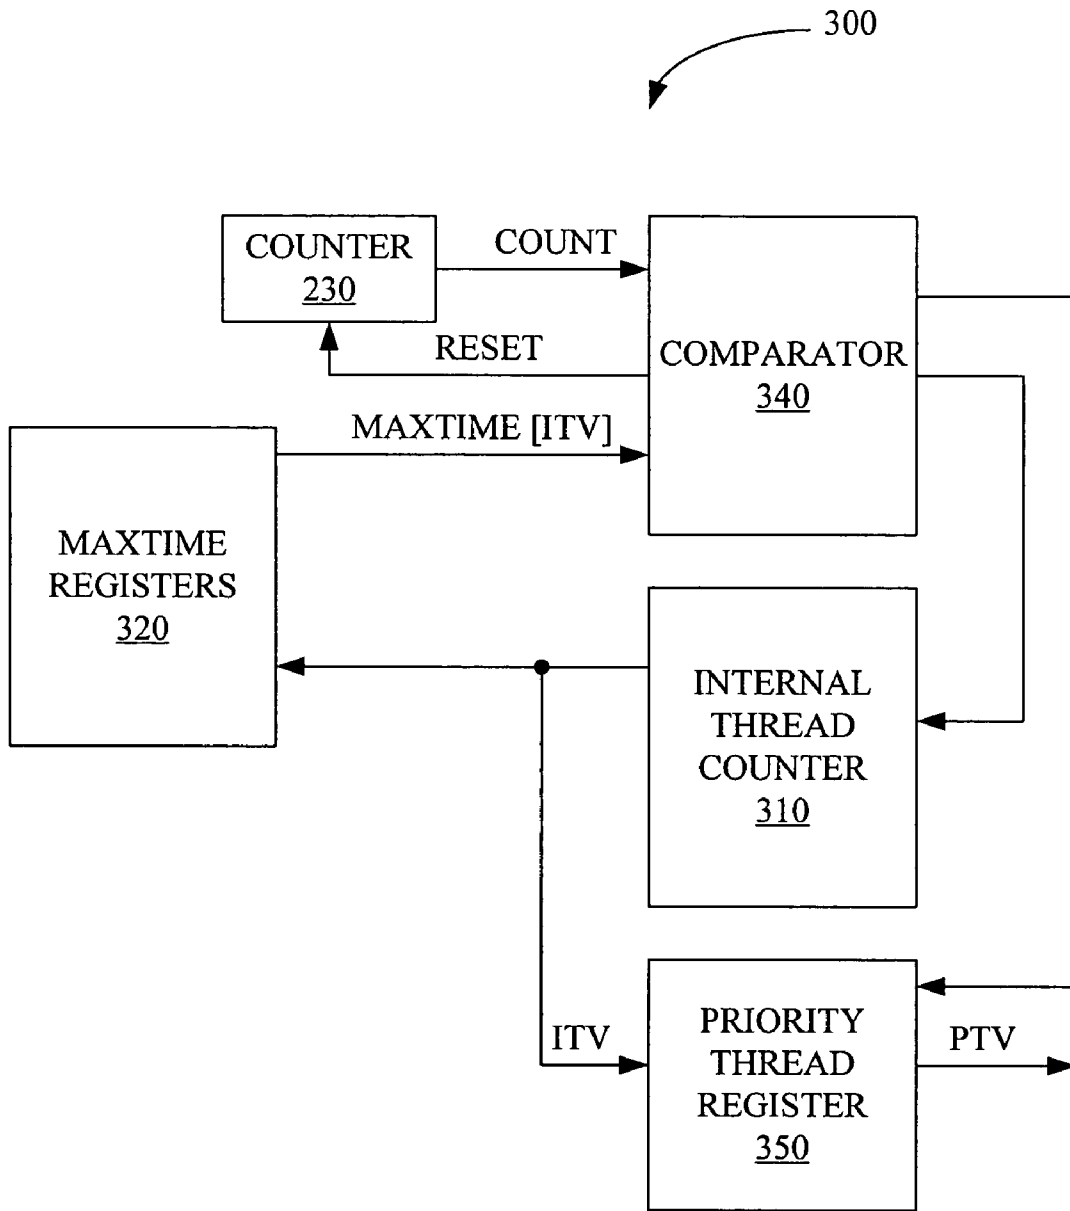 300
COUNTER
230
COUNT
RESET
COMPARATOR
340
MAXTIME [ITV]
MAXTIME
REGISTERS
320
INTERNAL
THREAD
COUNTER
310
ITV
PRIORITY
THREAD
REGISTER
350
PTV